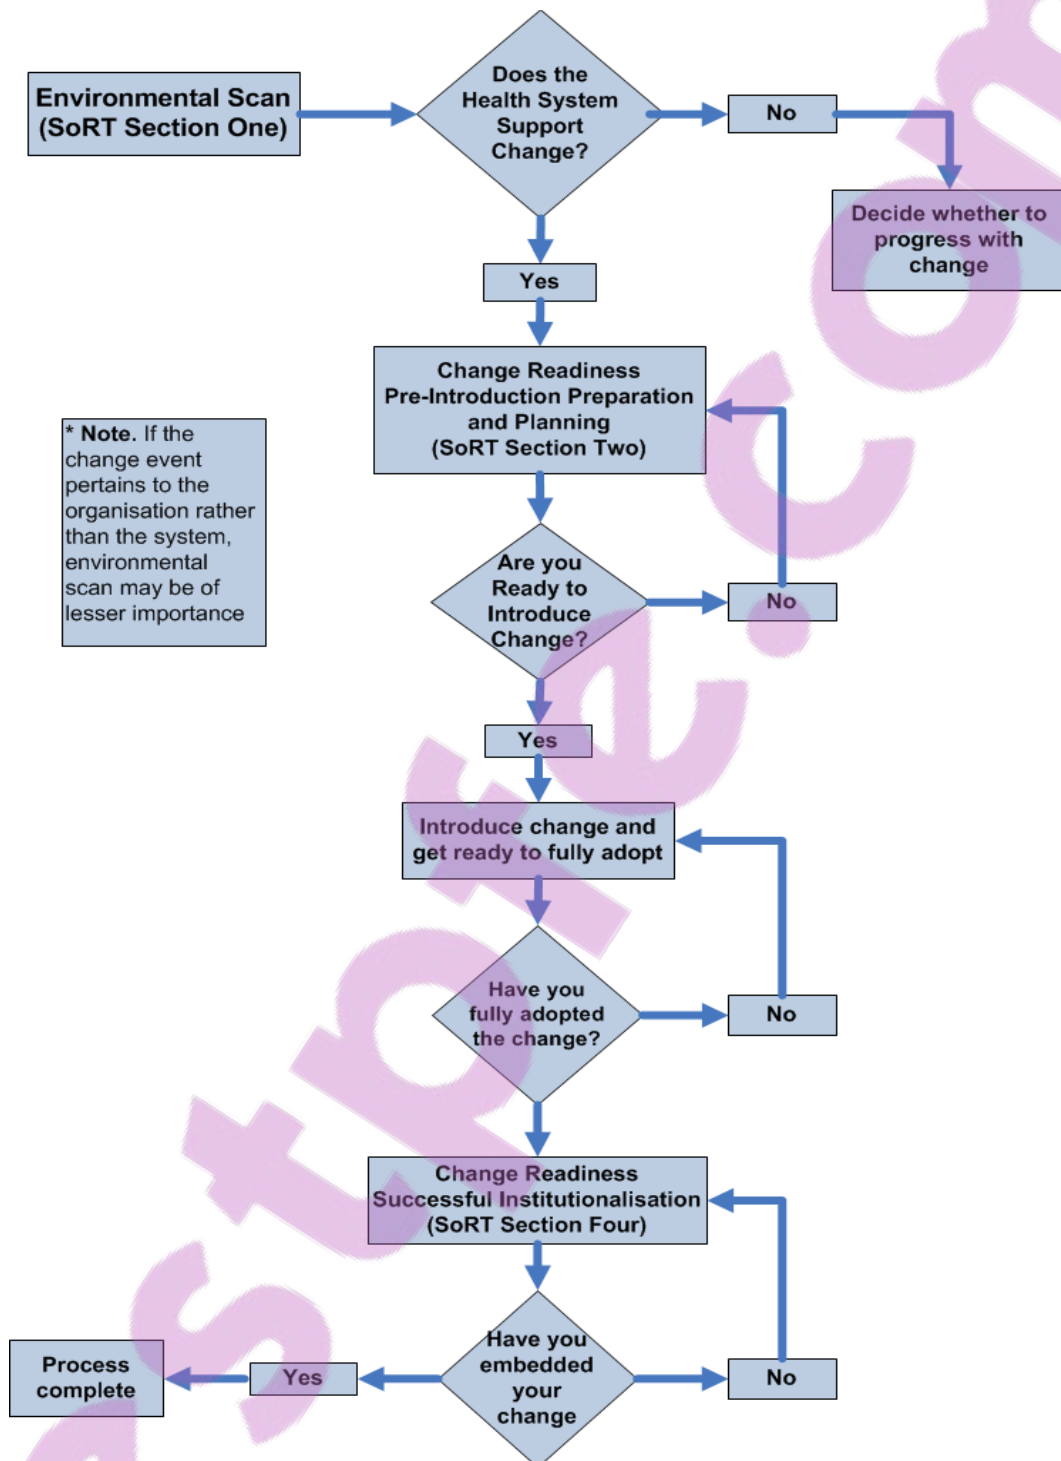 Environmental Scan
(SoRT Section One)
Does the
Health System
Support
Change?
No
Decide whether to
progress with
change
Yes
Change Readiness
Pre-Introduction Preparation
and Planning
(SoRT Section Two)
* Note. If the
change event
pertains to the
organisation rather
than the system,
environmental
scan may be of
lesser importance
Are you
Ready to
Introduce
Change?
No
Yes
Introduce change and
get ready to fully adopt
Have you
fully adopted
the change?
No
Change Readiness
Successful Institutionalisation
(SoRT Section Four)
Have you
embedded
your
change
No
Yes
Process
complete
stpfe.com